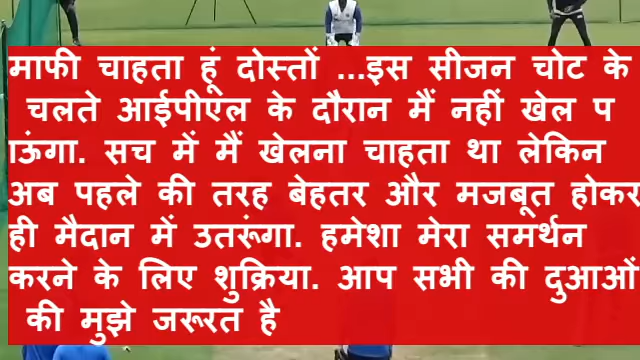 माफी चाहता हूं दोस्तों ...इस सीजन चोट के
चलते आईपीएल के दौरान मैं नहीं खेल प
ाऊंगा. सच में मैं खेलना चाहता था लेकिन
अब पहले की तरह बेहतर और मजबूत होकर
ही मैदान में उतरूंगा. हमेशा मेरा समर्थन
करने के लिए शुक्रिया. आप सभी की दुआओं
की मुझे जरूरत है